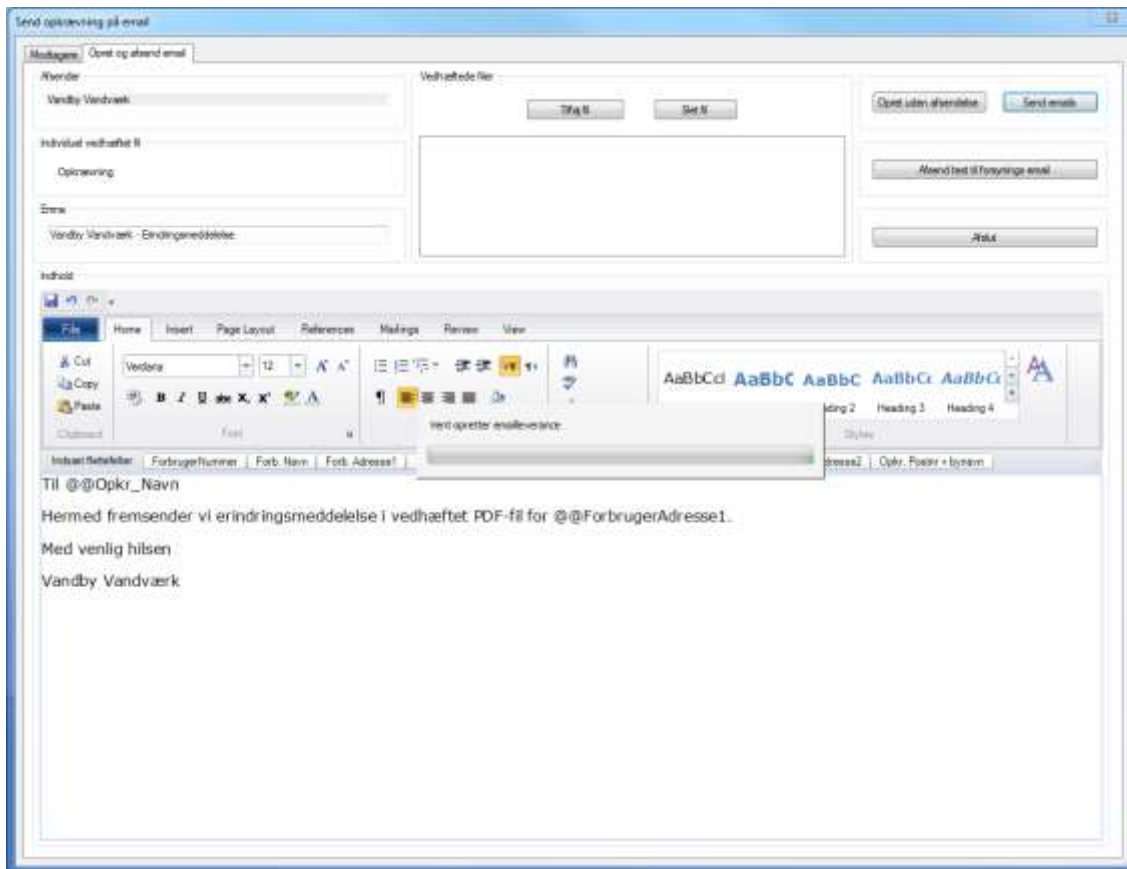 Send opkrævning på email
Modtagere
Opret og afsend email
Afsender
Vandby Vandværk
Vedhæftede filer
Tilføj fil
Slet fil
Opret uden afsendelse
Send emails
Individuel vedhæftet fil
Opkrævning
Afsend test til forsynings email
Emne
Vandby Vandværk - Erindringsmeddelelse
Afslut
Indhold
File
Home
Insert
Page Layout
References
Mailings
Review
View
Cut
Copy
Paste
Clipboard
Verdana
12
Font
AaBbCcI
AaBbC
AaBbC
AaBbCc
AaBbCc
Heading 3
Heading 4
Styles
Vent opretter emailleverance
Indsæt flettefelter
ForbrugerNummer
Forb. Navn
Forb. Adresse1
Opkr. Postnr + bynavn
Til @@Opkr_Navn
Hermed fremsender vi erindringsmeddelelse i vedhæftet PDF-fil for @@ForbrugerAdresse1.
Med venlig hilsen
Vandby Vandværk